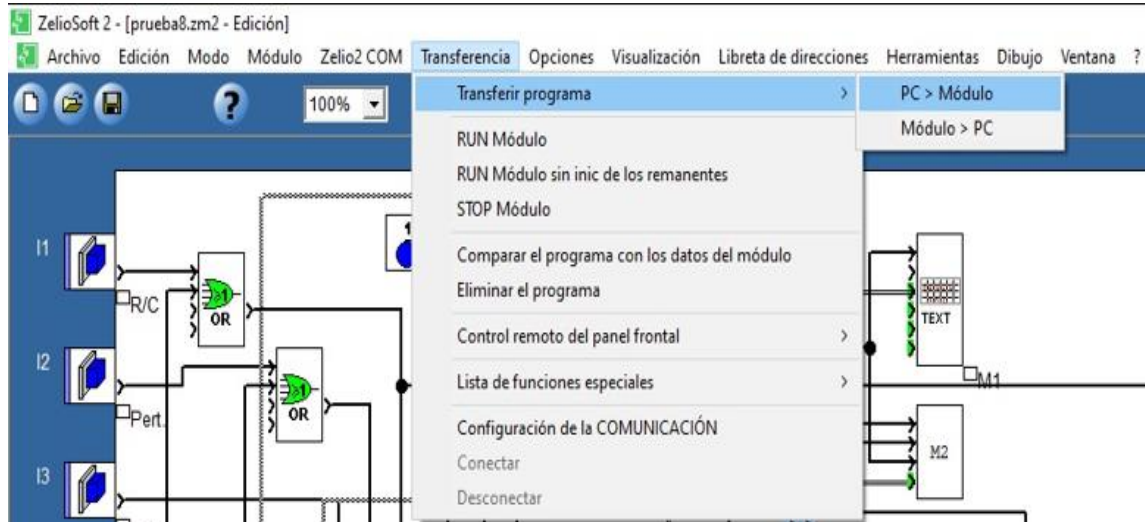 ZelioSoft 2 - [prueba8.zm2 - Edición]
Archivo Edición Modo Módulo Zelio2 COM Transferencia Opciones Visualización Libreta de direcciones Herramientas Dibujo Ventana ?
100%
Transferir programa
PC > Módulo
Módulo > PC
RUN Módulo
RUN Módulo sin inic de los remanentes
STOP Módulo
Comparar el programa con los datos del módulo
Eliminar el programa
Control remoto del panel frontal
Lista de funciones especiales
Configuración de la COMUNICACIÓN
Conectar
Desconectar
I1
R/C
≥1
OR
1
TEXT
M1
I2
Pert.
≥1
OR
M2
I3